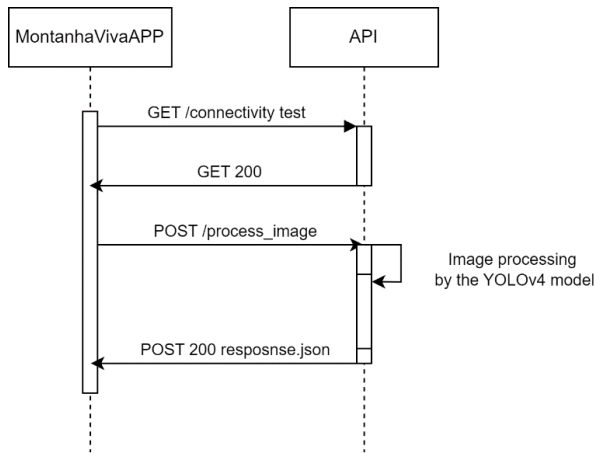 MontanhaVivaAPP
API
GET /connectivity test
GET 200
POST /process_image
Image processing
by the YOLOv4 model
POST 200 resposnse.json